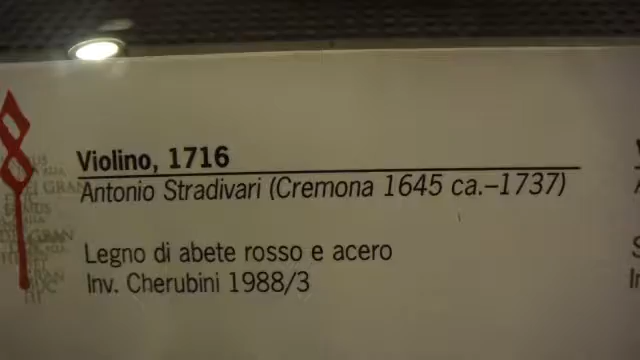 Violino, 1716
Antonio Stradivari (Cremona 1645 ca.–1737)
Legno di abete rosso e acero
Inv. Cherubini 1988/3